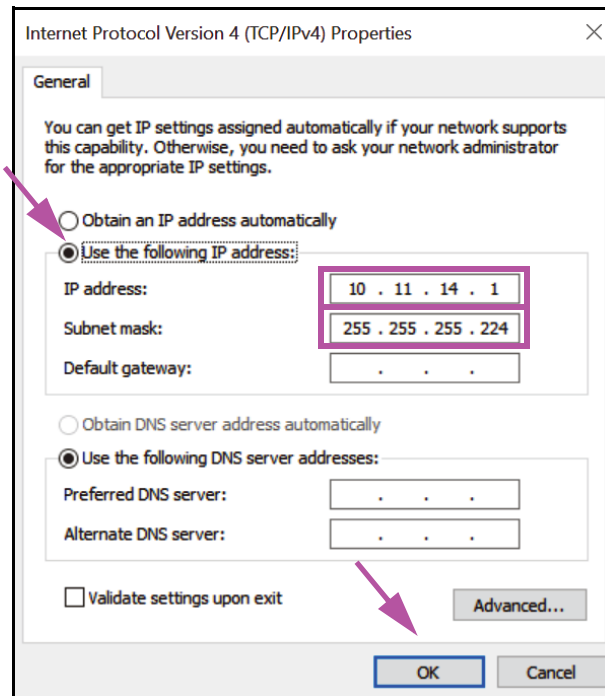 Internet Protocol Version 4 (TCP/IPv4) Properties
General
You can get IP settings assigned automatically if your network supports
this capability. Otherwise, you need to ask your network administrator
for the appropriate IP settings.
Obtain an IP address automatically
Use the following IP address:
IP address: 10 . 11 . 14 . 1
Subnet mask: 255 . 255 . 255 . 224
Default gateway: . . .
Obtain DNS server address automatically
Use the following DNS server addresses:
Preferred DNS server: . . .
Alternate DNS server: . . .
Validate settings upon exit
Advanced...
OK Cancel